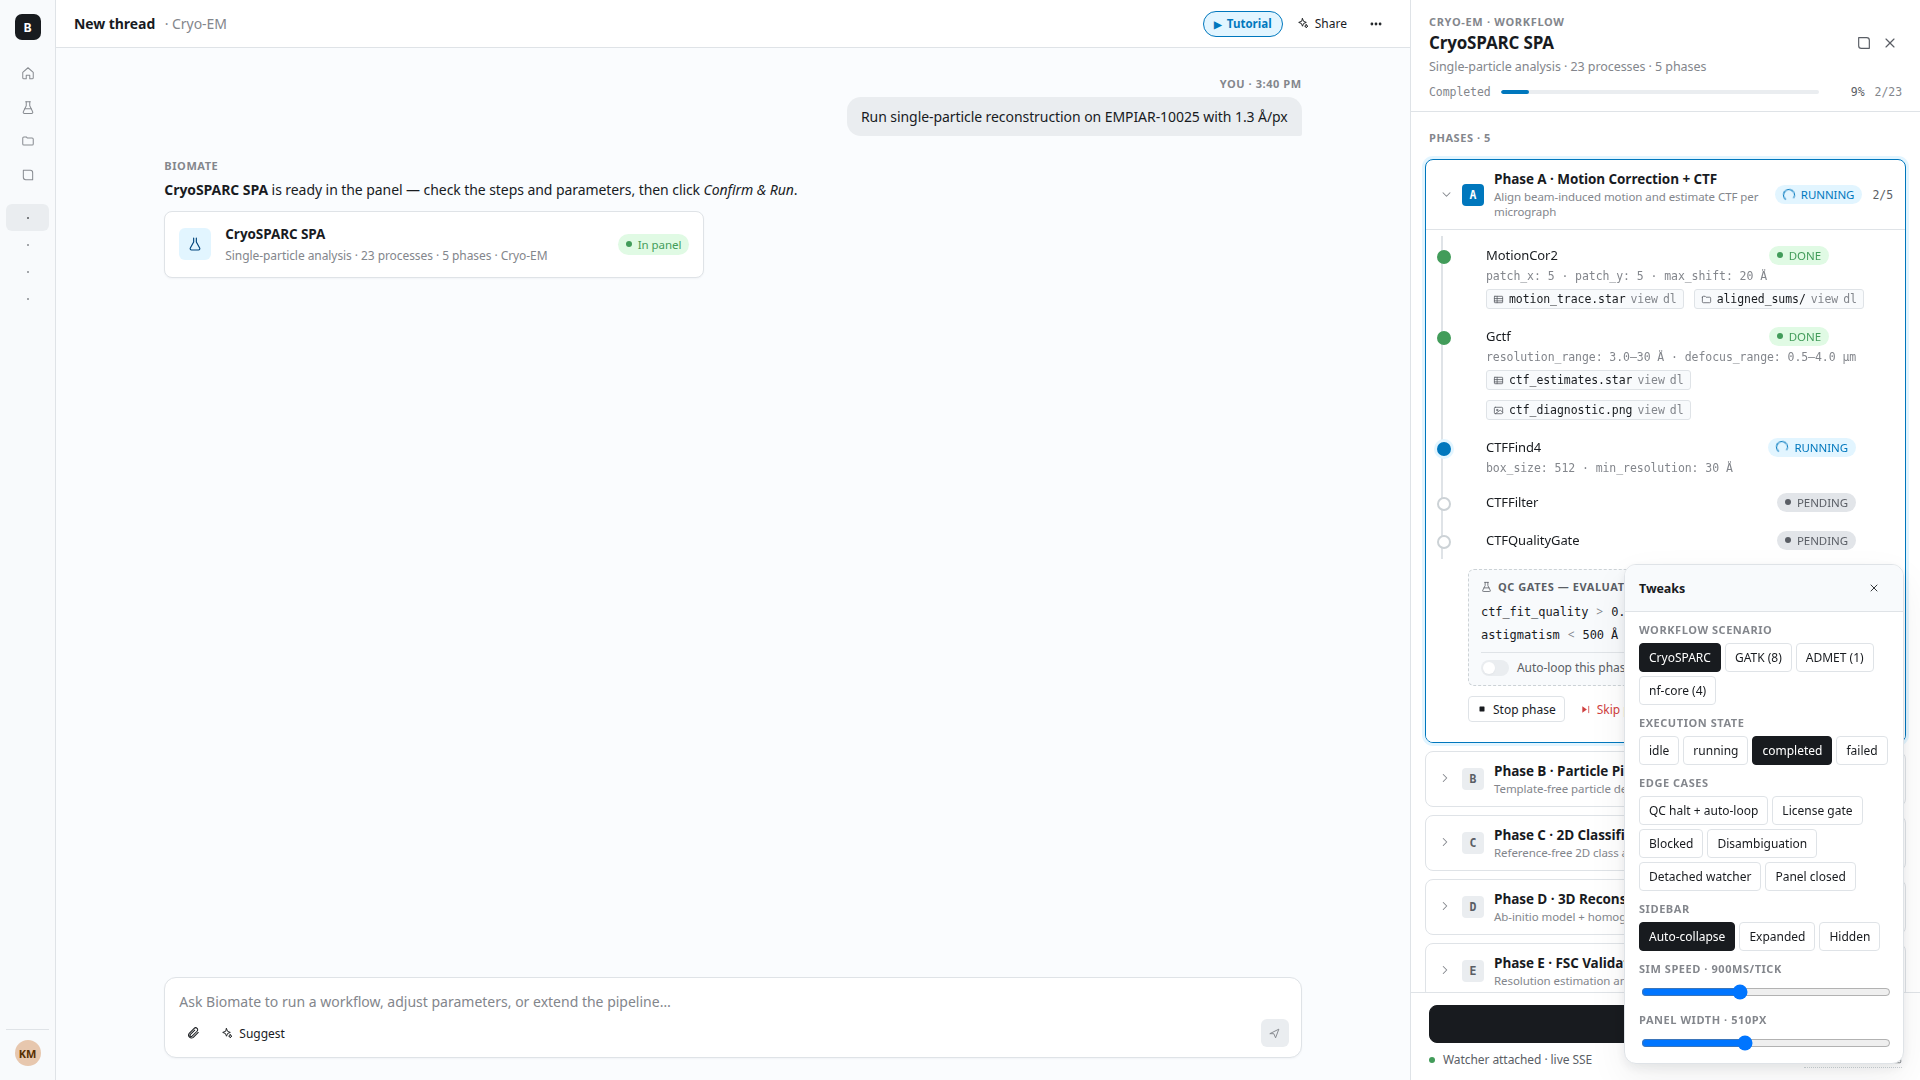 B
New thread · Cryo-EM
▶ Tutorial
Share
YOU · 3:40 PM
Run single-particle reconstruction on EMPIAR-10025 with 1.3 Å/px
BIOMATE
CryoSPARC SPA is ready in the panel — check the steps and parameters, then click Confirm & Run.
CryoSPARC SPA
Single-particle analysis · 23 processes · 5 phases · Cryo-EM
In panel
Ask Biomate to run a workflow, adjust parameters, or extend the pipeline...
Suggest
KM
CRYO-EM · WORKFLOW
CryoSPARC SPA
Single-particle analysis · 23 processes · 5 phases
Completed 9% 2/23
PHASES · 5
A
Phase A · Motion Correction + CTF
Align beam-induced motion and estimate CTF per
micrograph
RUNNING 2/5
MotionCor2 DONE
patch_x: 5 · patch_y: 5 · max_shift: 20 Å
motion_trace.star view dl aligned_sums/ view dl
Gctf DONE
resolution_range: 3.0–30 Å · defocus_range: 0.5–4.0 µm
ctf_estimates.star view dl
ctf_diagnostic.png view dl
CTFFind4 RUNNING
box_size: 512 · min_resolution: 30 Å
CTFFilter PENDING
CTFQualityGate PENDING
QC GATES — EVALUAT
ctf_fit_quality > 0.
astigmatism < 500 Å
Auto-loop this phas
Stop phase Skip
B Phase B · Particle Pi
Template-free particle de
C Phase C · 2D Classifi
Reference-free 2D class
D Phase D · 3D Recons
Ab-initio model + homog
E Phase E · FSC Valida
Resolution estimation an
Watcher attached · live SSE
Tweaks
WORKFLOW SCENARIO
CryoSPARC GATK (8) ADMET (1)
nf-core (4)
EXECUTION STATE
idle running completed failed
EDGE CASES
QC halt + auto-loop License gate
Blocked Disambiguation
Detached watcher Panel closed
SIDEBAR
Auto-collapse Expanded Hidden
SIM SPEED · 900MS/TICK
PANEL WIDTH · 510PX